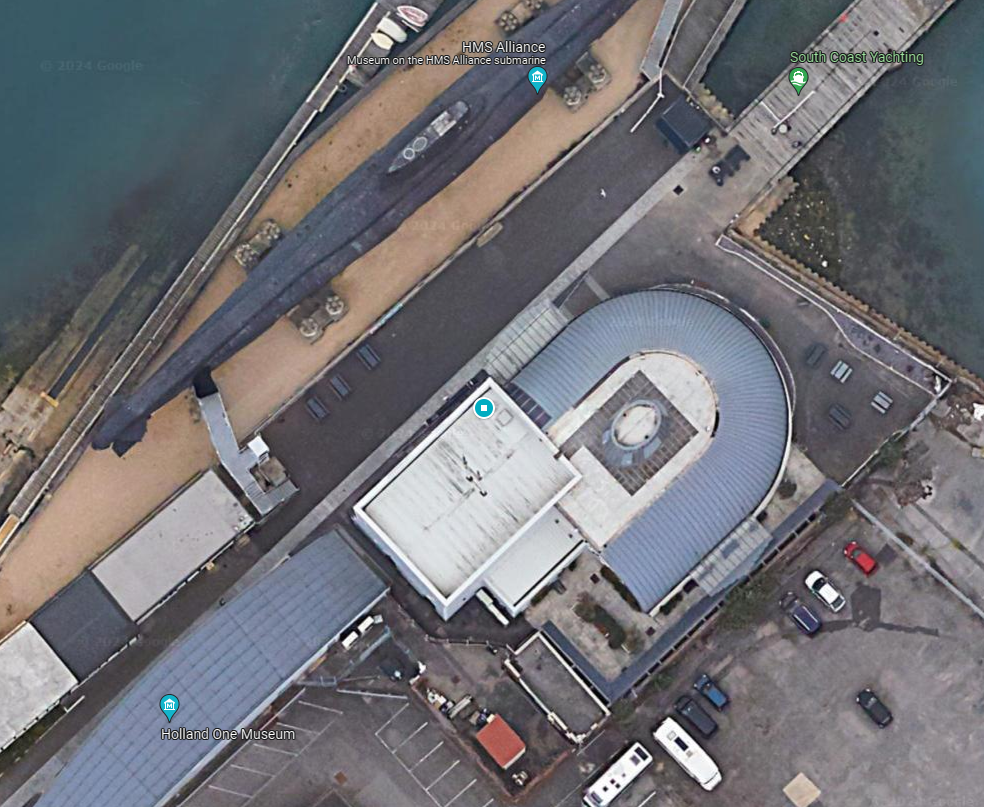 © 2024 Google
HMS Alliance
Museum on the HMS Alliance submarine
South Coast Yachting
Holland One Museum